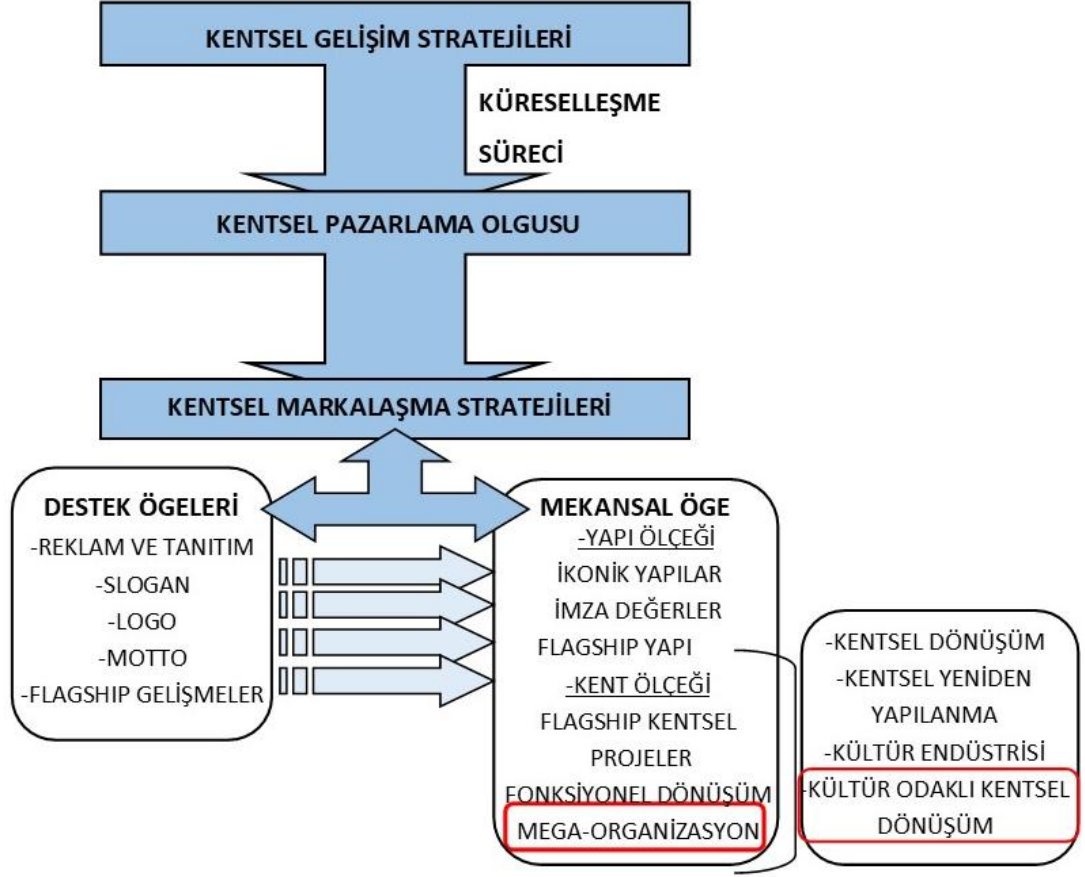 KENTSEL GELİŞİM STRATEJİLERİ
KÜRESELLEŞME
SÜRECİ
KENTSEL PAZARLAMA OLGUSU
KENTSEL MARKALAŞMA STRATEJİLERİ
DESTEK ÖGELERİ
-REKLAM VE TANITIM
-SLOGAN
-LOGO
-MOTTO
-FLAGSHIP GELİŞMELER
MEKANSAL ÖGE
-YAPI ÖLÇEĞİ
İKONİK YAPILAR
İMZA DEĞERLER
FLAGSHIP YAPI
-KENT ÖLÇEĞİ
FLAGSHIP KENTSEL
PROJELER
FONKSİYONEL DÖNÜŞÜM
MEGA-ORGANIZASYON
-KENTSEL DÖNÜŞÜM
-KENTSEL YENİDEN
YAPILANMA
-KÜLTÜR ENDÜSTRİSİ
-KÜLTÜR ODAKLI KENTSEL
DÖNÜŞÜM